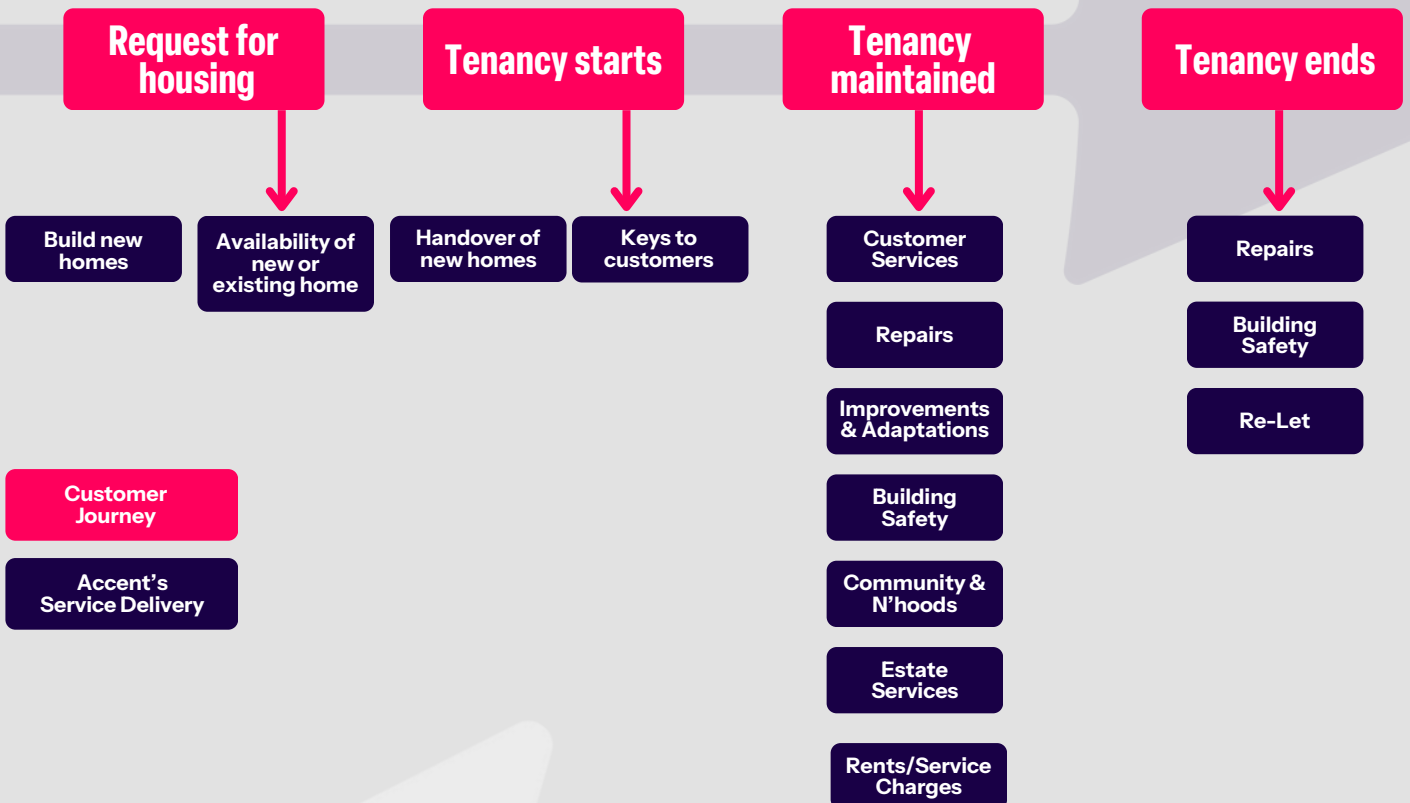 Request for
housing
Tenancy starts
Tenancy
maintained
Tenancy ends
Build new
homes
Availability of
new or
existing home
Handover of
new homes
Keys to
customers
Customer
Services
Repairs
Improvements
& Adaptations
Building
Safety
Community &
N'hoods
Estate
Services
Rents/Service
Charges
Repairs
Building
Safety
Re-Let
Customer
Journey
Accent's
Service Delivery